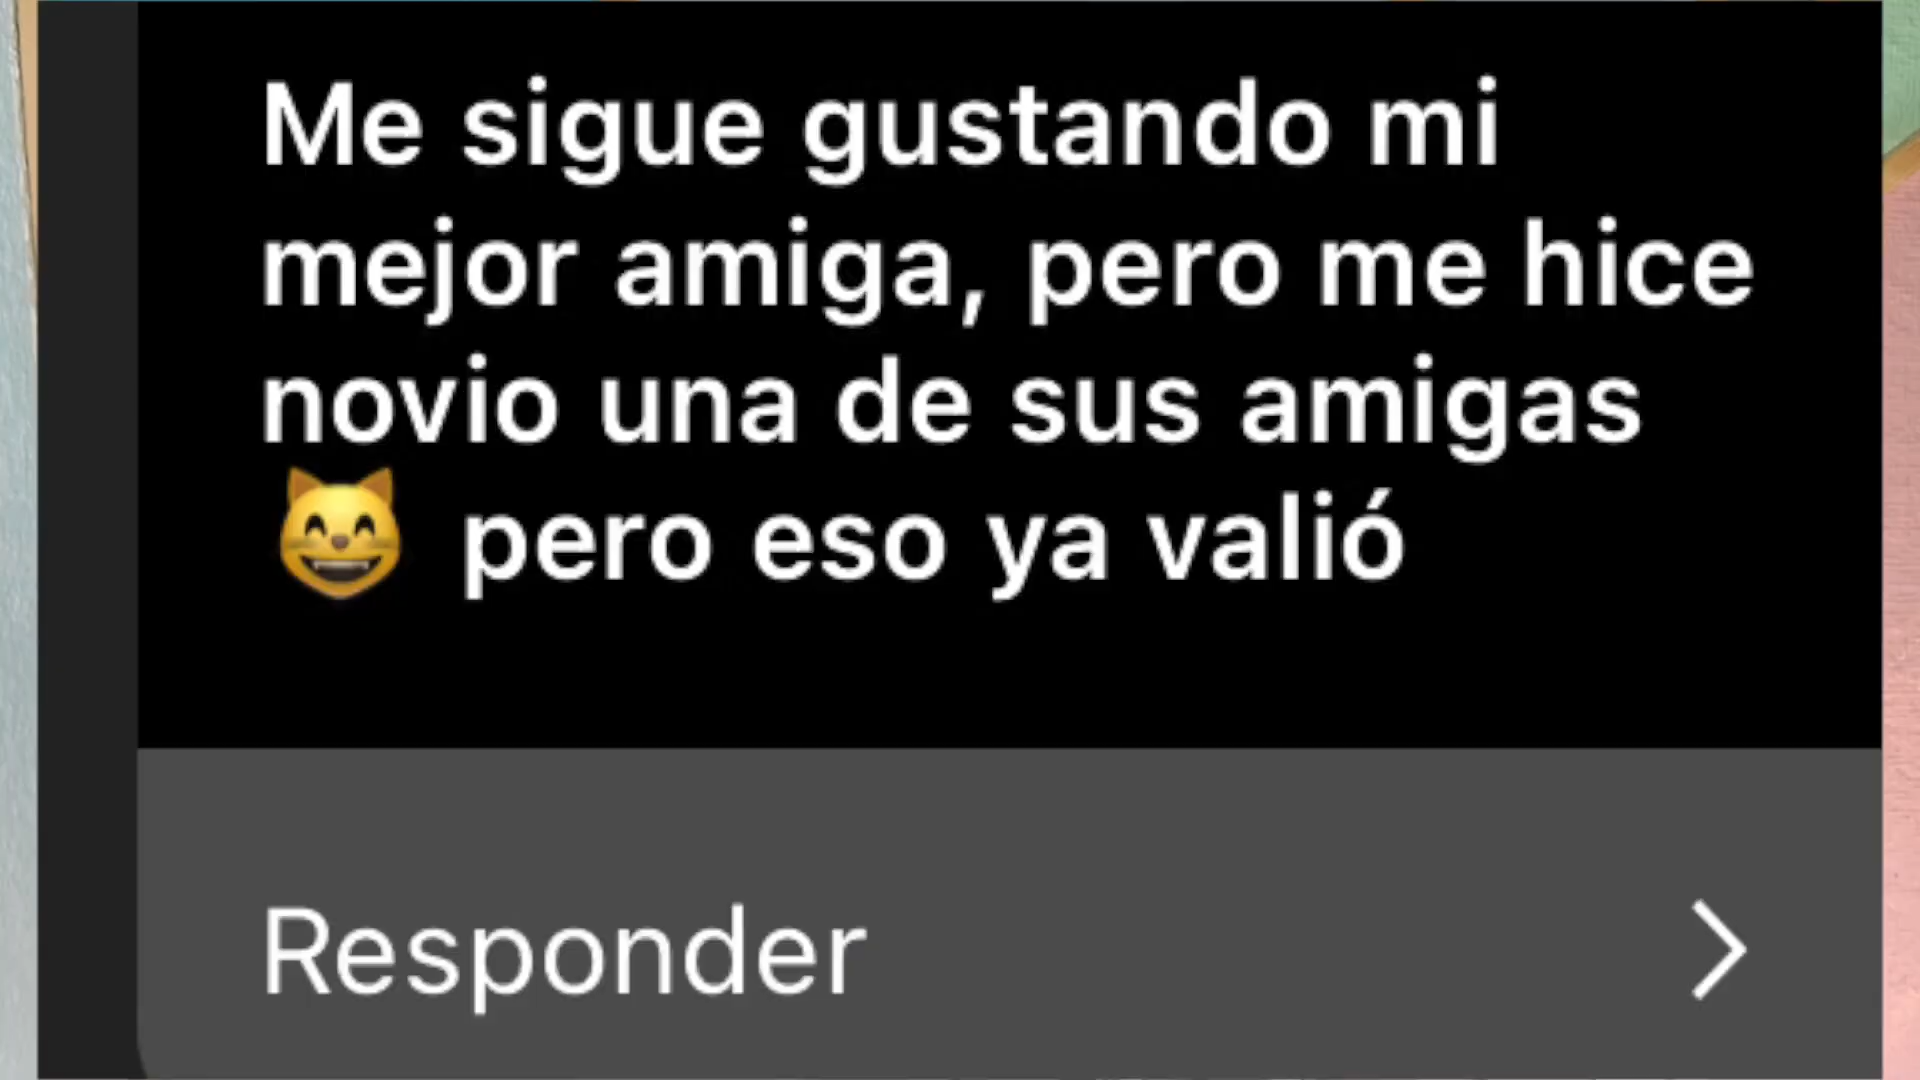 Me sigue gustando mi
mejor amiga, pero me hice
novio una de sus amigas
😸 pero eso ya valió
Responder